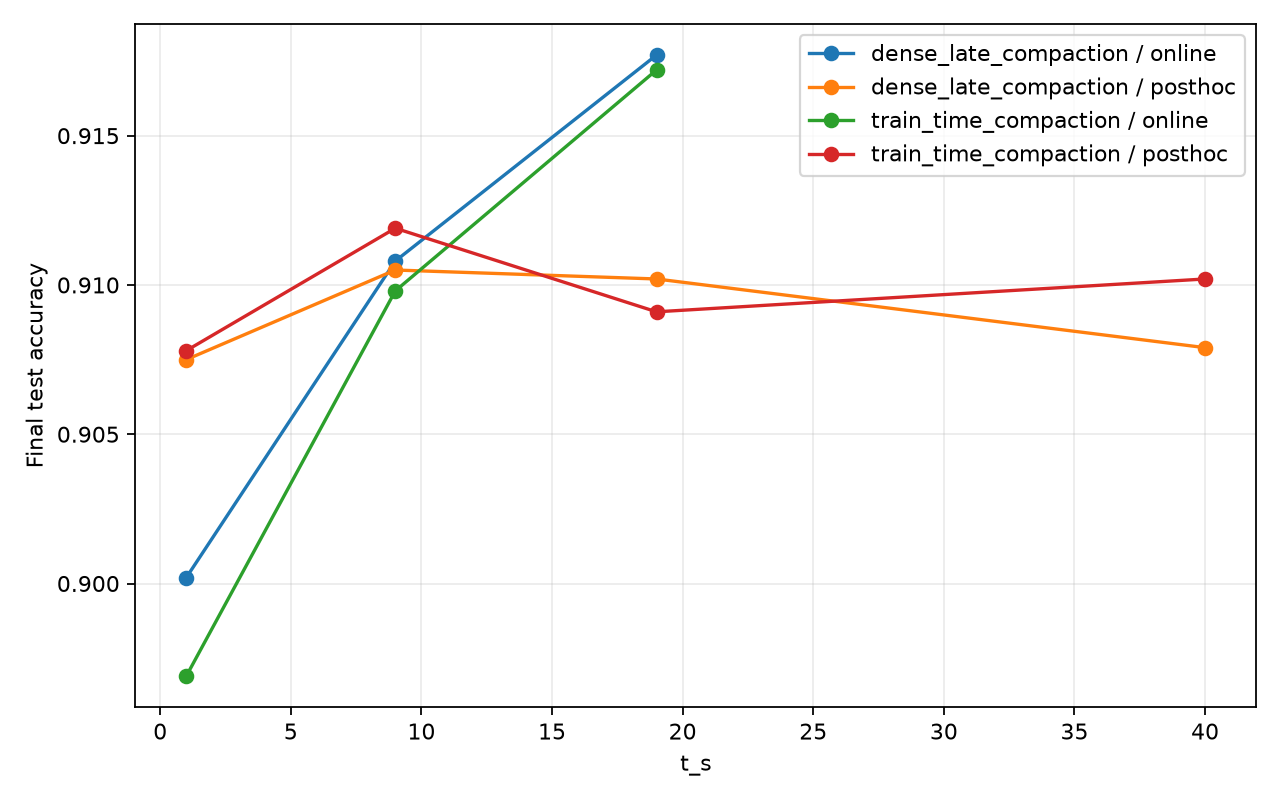 dense_late_compaction / online
dense_late_compaction / posthoc
train_time_compaction / online
train_time_compaction / posthoc
Final test accuracy
0.915
0.910
0.905
0.900
0 5 10 15 20 25 30 35 40
t_s